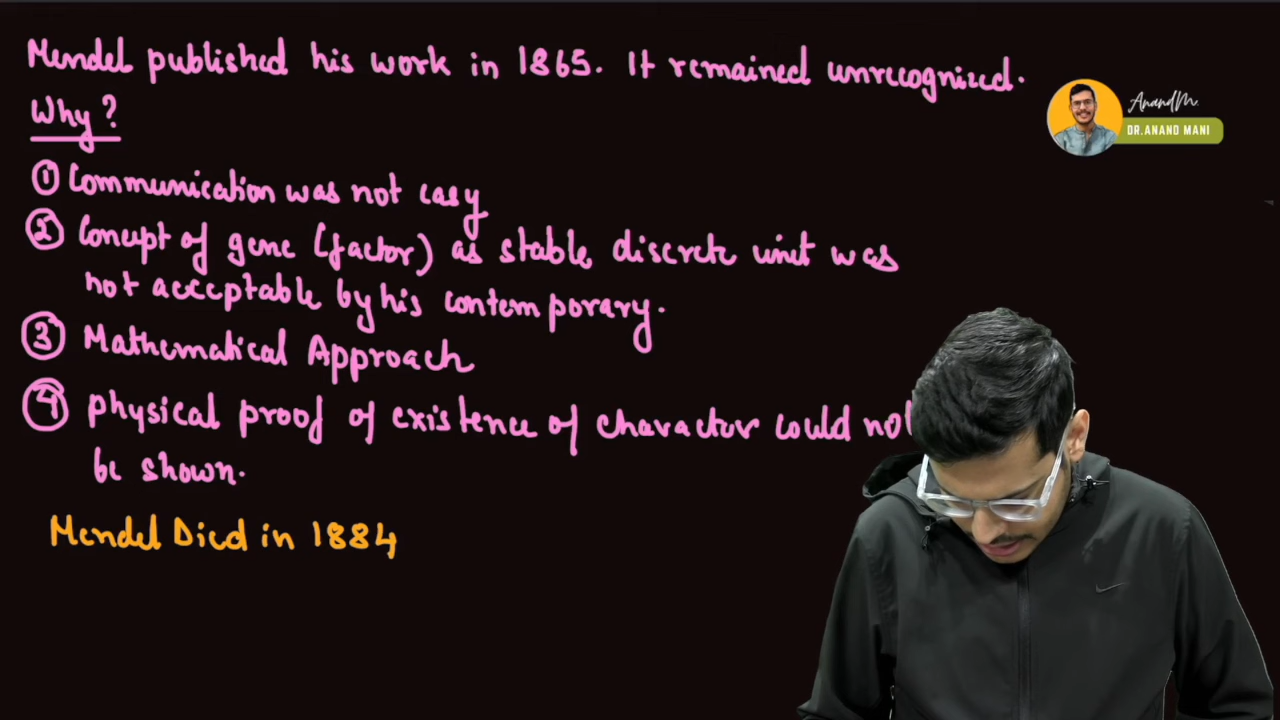 Mendel published his work in 1865. It remained unrecognized.
Why?
AnandM.
DR.ANAND MANI
① Communication was not easy
② Concept of gene (factor) as stable discrete unit was
not acceptable by his contemporary.
③ Mathematical Approach
④ physical proof of existence of charactor could not
be shown.
Mendel Died in 1884